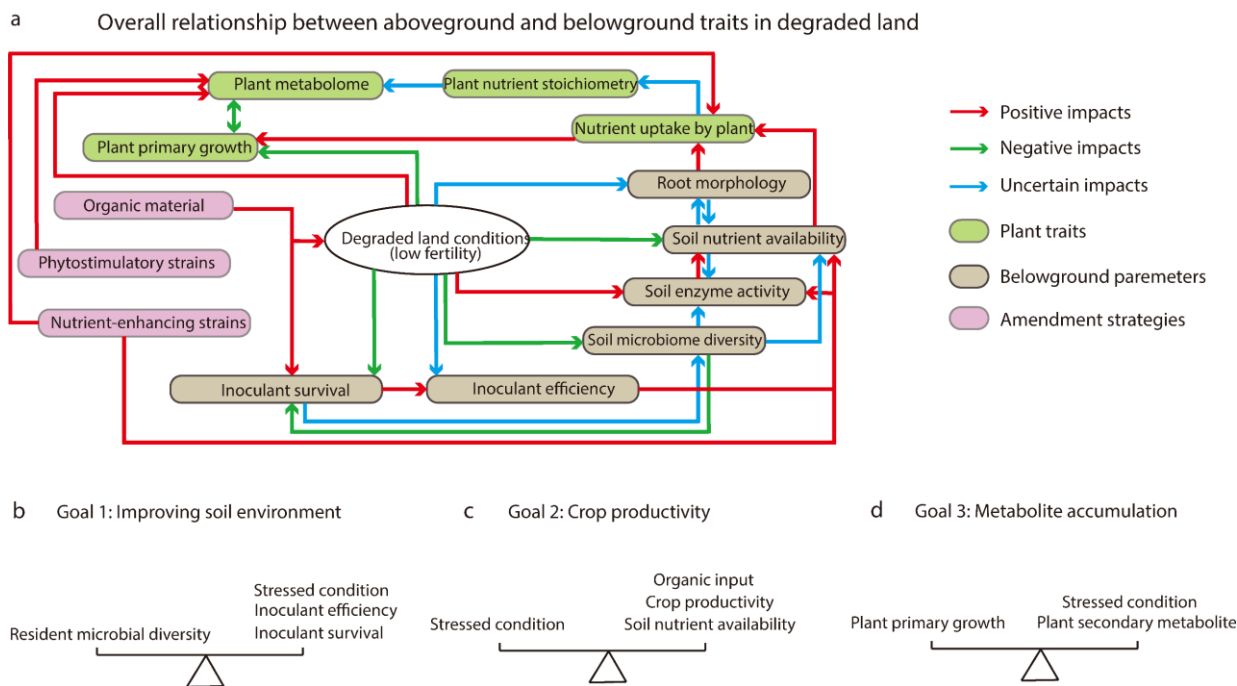 a Overall relationship between aboveground and belowground traits in degraded land
Plant metabolome
Plant nutrient stoichiometry
Plant primary growth
Nutrient uptake by plant
Root morphology
Organic material
Degraded land conditions
(low fertility)
Soil nutrient availability
Phytostimulatory strains
Soil enzyme activity
Nutrient-enhancing strains
Soil microbiome diversity
Inoculant survival
Inoculant efficiency
Positive impacts
Negative impacts
Uncertain impacts
Plant traits
Belowground paremeters
Amendment strategies
b Goal 1: Improving soil environment
Resident microbial diversity
Stressed condition
Inoculant efficiency
Inoculant survival
c Goal 2: Crop productivity
Stressed condition
Organic input
Crop productivity
Soil nutrient availability
d Goal 3: Metabolite accumulation
Plant primary growth
Stressed condition
Plant secondary metabolite